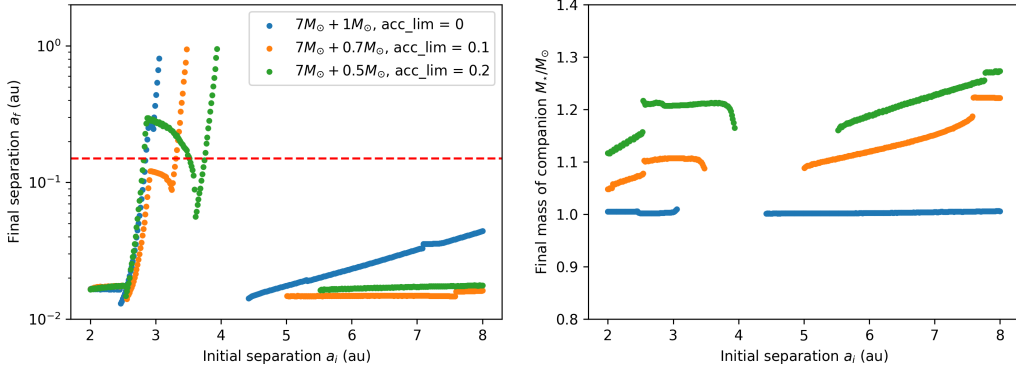 7M⊙ + 1M⊙, acc_lim = 0
7M⊙ + 0.7M⊙, acc_lim = 0.1
7M⊙ + 0.5M⊙, acc_lim = 0.2
Final separation a_f (au)
10⁰
10⁻¹
10⁻²
2 3 4 5 6 7 8
Initial separation a_i (au)
Final mass of companion M⋆/M⊙
1.4
1.3
1.2
1.1
1.0
0.9
0.8
2 3 4 5 6 7 8
Initial separation a_i (au)